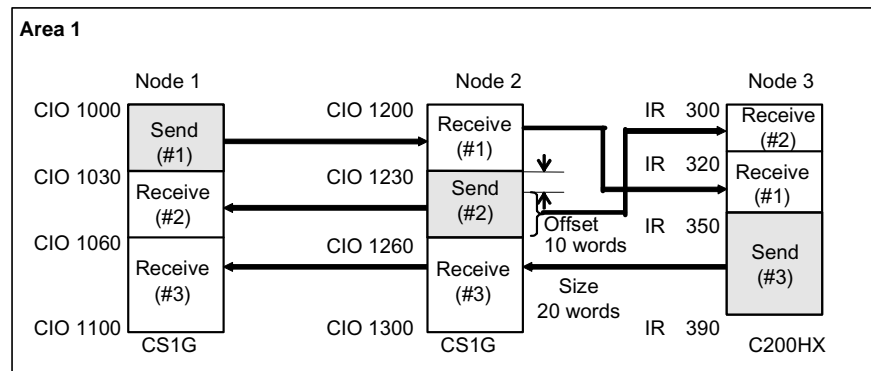 Area 1
Node 1
Node 2
Node 3
CIO 1000
CIO 1200
IR 300
Send
(#1)
Receive
(#1)
Receive
(#2)
CIO 1030
CIO 1230
IR 320
Receive
(#2)
Send
(#2)
Receive
(#1)
Offset
10 words
IR 350
CIO 1060
CIO 1260
Receive
(#3)
Receive
(#3)
Send
(#3)
Size
20 words
CIO 1100
CIO 1300
IR 390
CS1G
CS1G
C200HX